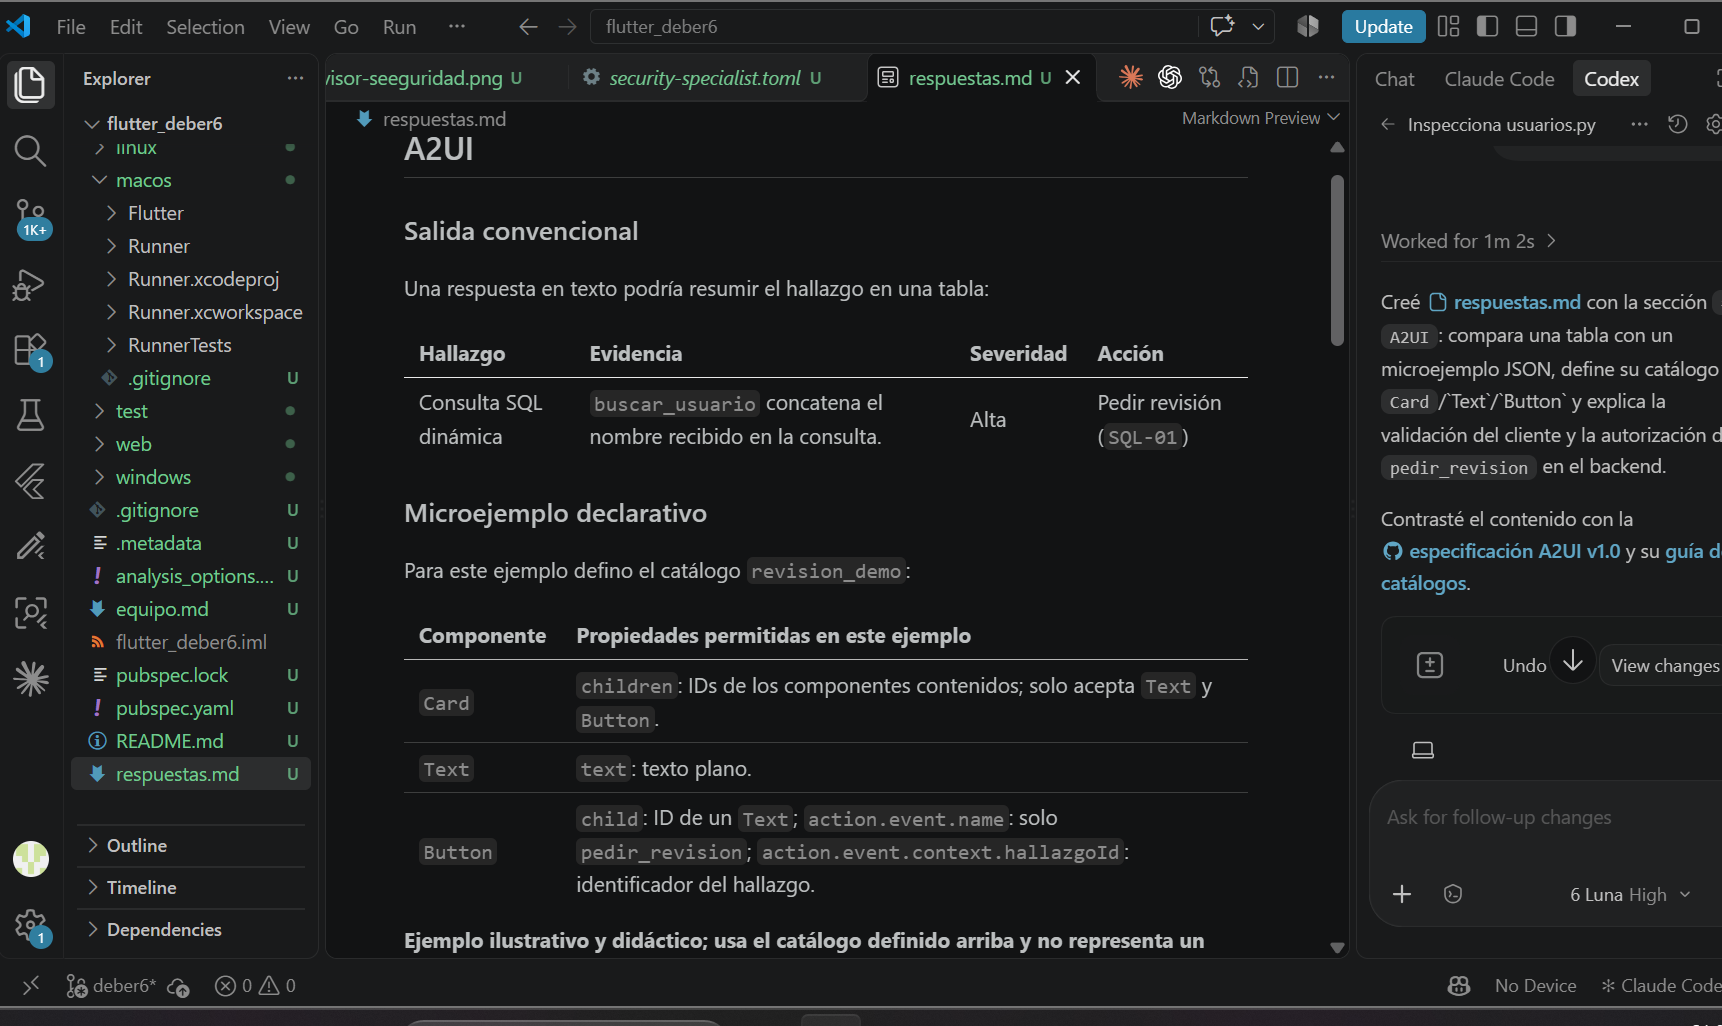 File Edit Selection View Go Run ··· flutter_deber6 Update
Explorer ···
flutter_deber6
linux
macos
Flutter
Runner
Runner.xcodeproj
Runner.xcworkspace
RunnerTests
.gitignore U
test
web
windows
.gitignore U
.metadata U
analysis_options.... U
equipo.md U
flutter_deber6.iml
pubspec.lock U
pubspec.yaml U
README.md U
respuestas.md U
Outline
Timeline
Dependencies
1K+
1
1
visor-seeguridad.png U security-specialist.toml U respuestas.md U
respuestas.md Markdown Preview
A2UI
Salida convencional
Una respuesta en texto podría resumir el hallazgo en una tabla:
Hallazgo Evidencia Severidad Acción
Consulta SQL dinámica
buscar_usuario concatena el nombre recibido en la consulta.
Alta
Pedir revisión (SQL-01)
Microejemplo declarativo
Para este ejemplo defino el catálogo revision_demo:
Componente Propiedades permitidas en este ejemplo
Card
children: IDs de los componentes contenidos; solo acepta Text y
Button.
Text text: texto plano.
Button
child: ID de un Text; action.event.name: solo
pedir_revision; action.event.context.hallazgoId:
identificador del hallazgo.
Ejemplo ilustrativo y didáctico; usa el catálogo definido arriba y no representa un
Chat Claude Code Codex
Inspecciona usuarios.py ···
Worked for 1m 2s
Creé respuestas.md con la sección
A2UI: compara una tabla con un
microejemplo JSON, define su catálogo
Card/`Text`/`Button` y explica la
validación del cliente y la autorización d
pedir_revision en el backend.
Contrasté el contenido con la
especificación A2UI v1.0 y su guía d
catálogos.
Undo View changes
Ask for follow-up changes
6 Luna High
deber6* 0 0 No Device Claude Code